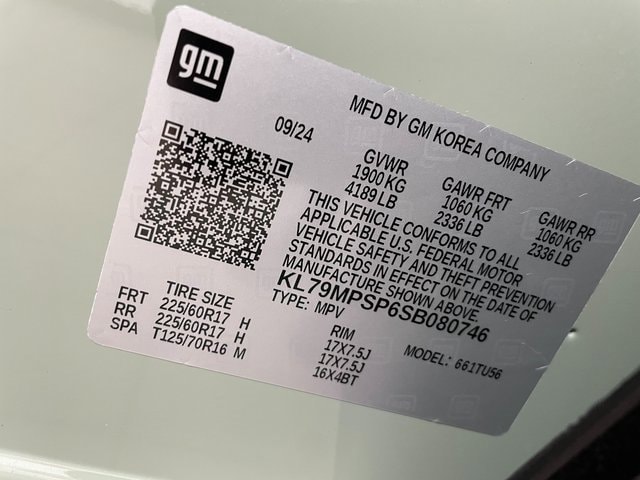 gm
MFD BY GM KOREA COMPANY
09/24
GVWR
1900 KG
4189 LB
GAWR FRT
1060 KG
2336 LB
GAWR RR
1060 KG
2336 LB
THIS VEHICLE CONFORMS TO ALL
APPLICABLE U.S. FEDERAL MOTOR
VEHICLE SAFETY AND THEFT PREVENTION
STANDARDS IN EFFECT ON THE DATE OF
MANUFACTURE SHOWN ABOVE.
KL79MPSP6SB080746
TYPE: MPV
MODEL: 661TU56
TIRE SIZE
RIM
FRT 225/60R17 H 17X7.5J
RR 225/60R17 H 17X7.5J
SPA T125/70R16 M 16X4BT